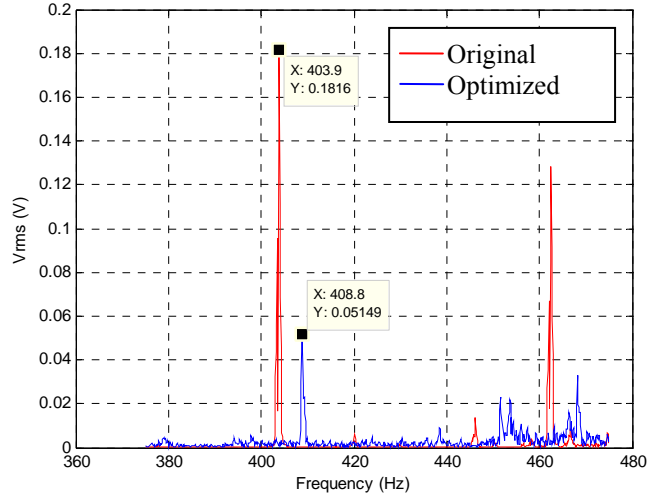 0.2
0.18
0.16
0.14
0.12
0.1
0.08
0.06
0.04
0.02
0
Vrms (V)
X: 403.9
Y: 0.1816
X: 408.8
Y: 0.05149
Original
Optimized
360 380 400 420 440 460 480
Frequency (Hz)